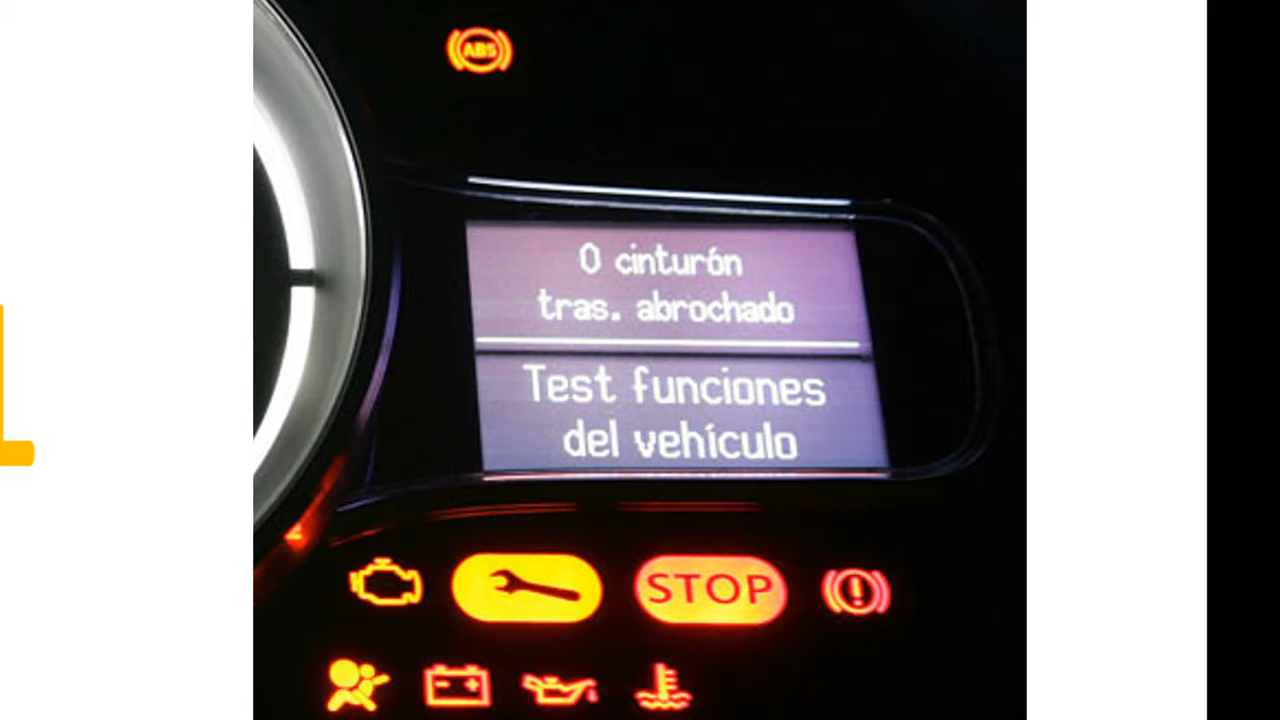 ABS
0 cinturón
tras. abrochado
Test funciones
del vehículo
STOP